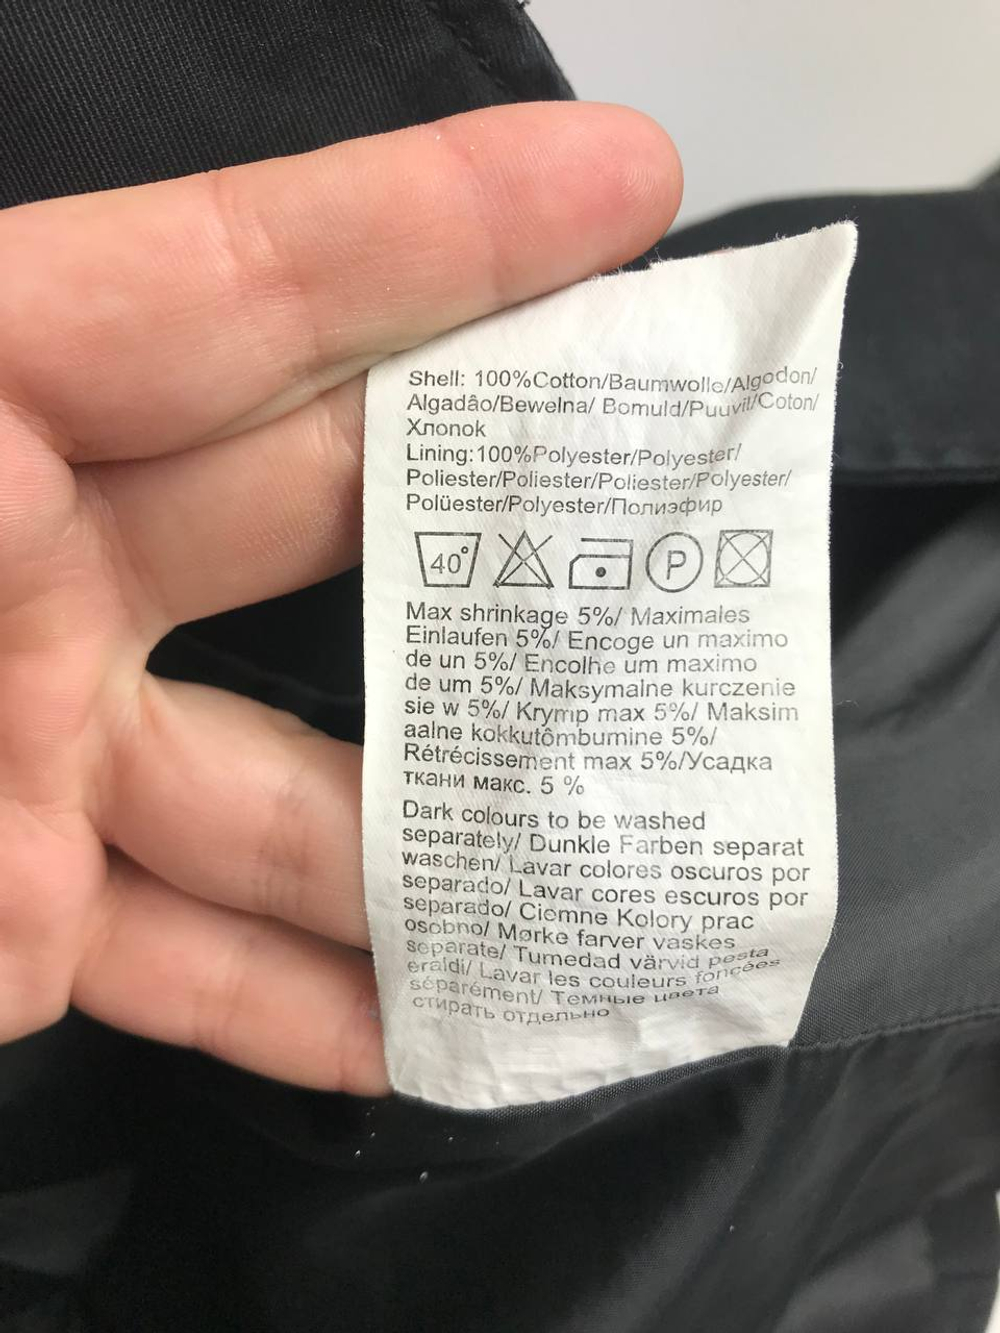 Shell: 100%Cotton/Baumwolle/Algodon/
Algadâo/Bewelna/ Bomuld/Puuvil/Coton/
Хлопок
Lining:100%Polyester/Polyester/
Poliester/Poliester/Poliester/Polyester/
Polüester/Polyester/Полиэфир
40° P
Max shrinkage 5%/ Maximales
Einlaufen 5%/ Encoge un maximo
de un 5%/ Encolhe um maximo
de um 5%/ Maksymalne kurczenie
sie w 5%/ Krymp max 5%/ Maksim
aalne kokkutômbumine 5%/
Rétrécissement max 5%/Усадка
ткани макс. 5 %
Dark colours to be washed
separately/ Dunkle Farben separat
waschen/ Lavar colores oscuros por
separado/ Lavar cores escuros por
separado/ Ciemne Kolory prac
osobno/ Mørke farver vaskes
separate/ Tumedad värvid pesta
eraldi/ Lavar les couleurs foncées
séparément/ Темные цвета
стирать отдельно